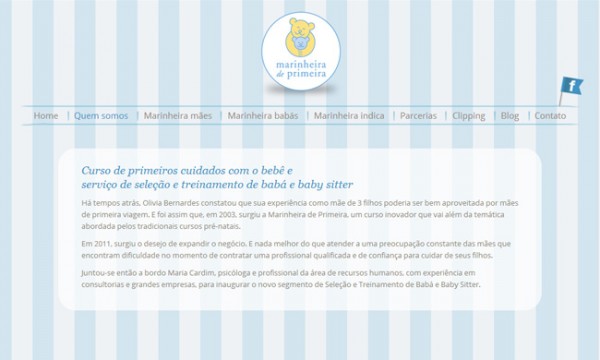 marinheira
de primeira
f
Home | Quem somos | Marinheira mães | Marinheira babás | Marinheira indica | Parcerias | Clipping | Blog | Contato
Curso de primeiros cuidados com o bebê e
serviço de seleção e treinamento de babá e baby sitter
Há tempos atrás, Olivia Bernardes constatou que sua experiência como mãe de 3 filhos poderia ser bem aproveitada por mães
de primeira viagem. E foi assim que, em 2003, surgiu a Marinheira de Primeira, um curso inovador que vai além da temática
abordada pelos tradicionais cursos pré-natais.
Em 2011, surgiu o desejo de expandir o negócio. E nada melhor do que atender a uma preocupação constante das mães que
encontram dificuldade no momento de contratar uma profissional qualificada e de confiança para cuidar de seus filhos.
Juntou-se então a bordo Maria Cardim, psicóloga e profissional da área de recursos humanos, com experiência em
consultorias e grandes empresas, para inaugurar o novo segmento de Seleção e Treinamento de Babá e Baby Sitter.